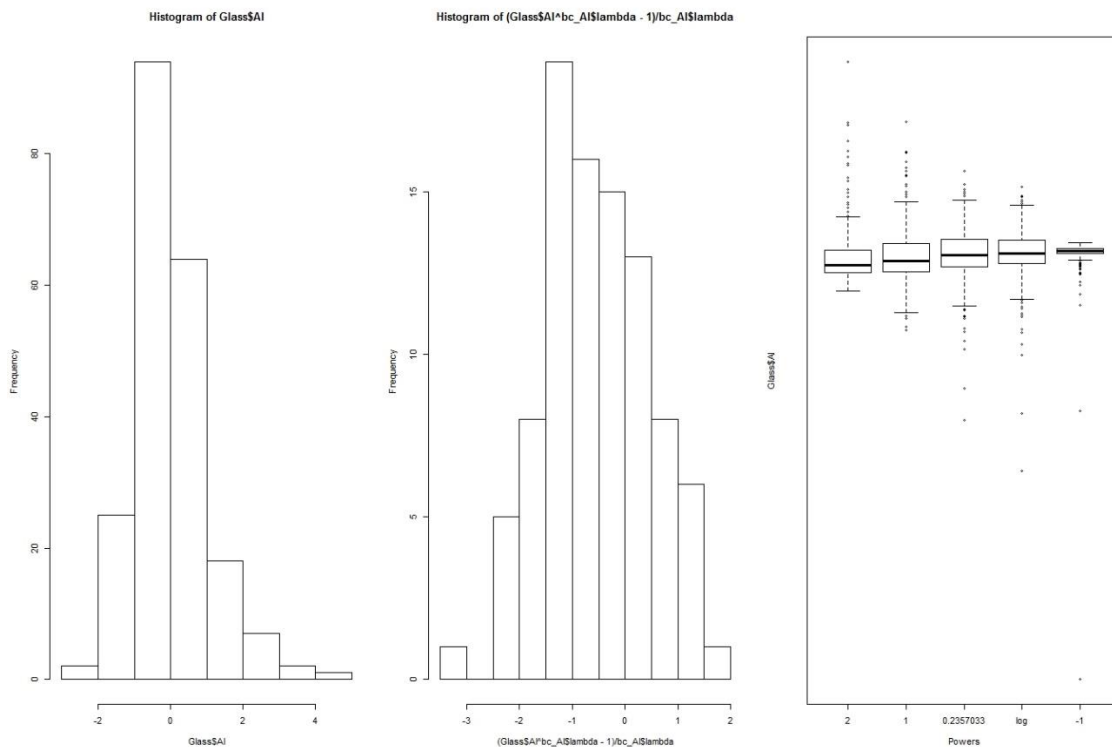 Histogram of Glass$Al
Frequency
0
20
40
60
80
-2
0
2
4
Glass$Al
Histogram of (Glass$Al^bc_Al$lambda - 1)/bc_Al$lambda
Frequency
0
5
10
15
-3
-2
-1
0
1
2
(Glass$Al^bc_Al$lambda - 1)/bc_Al$lambda
Glass$Al
2
1
0.2357033
log
-1
Powers